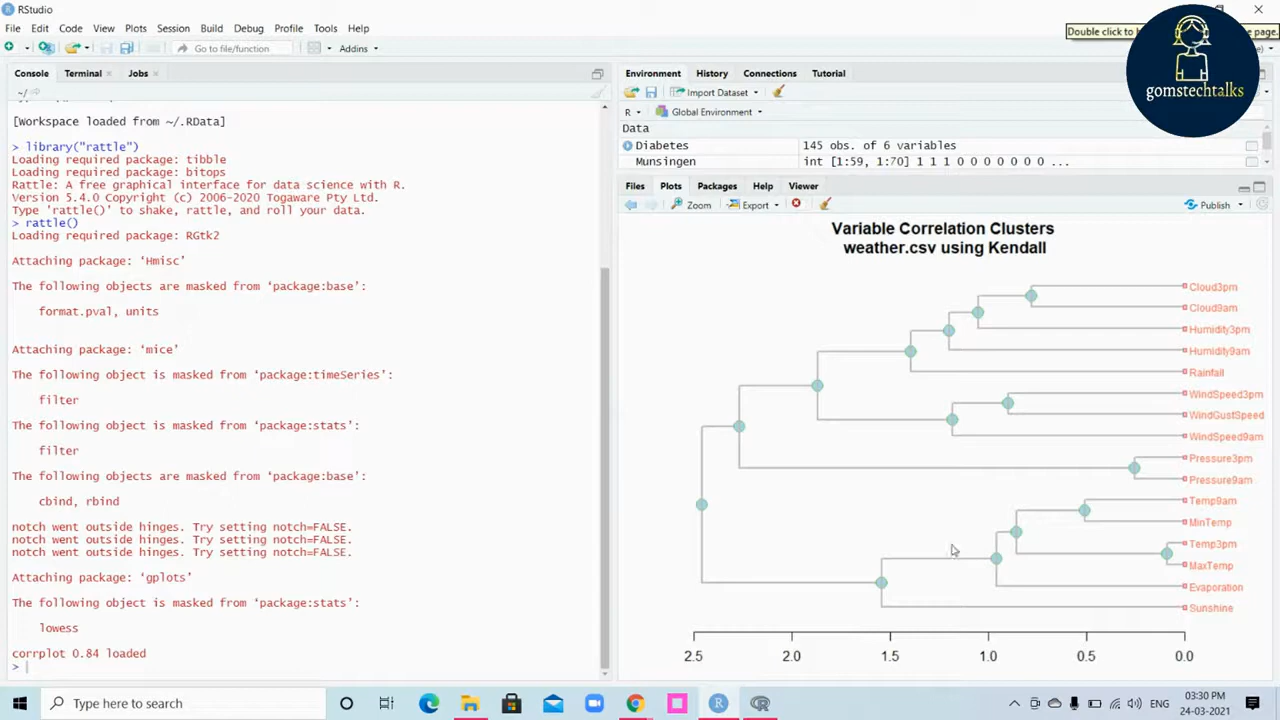 RStudio
File Edit Code View Plots Session Build Debug Profile Tools Help
Double click to
page.
Go to file/function
Addins
gomstechtalks
Console Terminal Jobs
~/
[Workspace loaded from ~/.RData]
> library("rattle")
Loading required package: tibble
Loading required package: bitops
Rattle: A free graphical interface for data science with R.
Version 5.4.0 Copyright (c) 2006-2020 Togaware Pty Ltd.
Type 'rattle()' to shake, rattle, and roll your data.
> rattle()
Loading required package: RGtk2
Attaching package: ‘Hmisc’
The following objects are masked from ‘package:base’:
format.pval, units
Attaching package: ‘mice’
The following object is masked from ‘package:timeSeries’:
filter
The following object is masked from ‘package:stats’:
filter
The following objects are masked from ‘package:base’:
cbind, rbind
notch went outside hinges. Try setting notch=FALSE.
notch went outside hinges. Try setting notch=FALSE.
notch went outside hinges. Try setting notch=FALSE.
Attaching package: ‘gplots’
The following object is masked from ‘package:stats’:
lowess
corrplot 0.84 loaded
>
Environment History Connections Tutorial
Import Dataset
R Global Environment
Data
Diabetes 145 obs. of 6 variables
Munsingen int [1:59, 1:70] 1 1 1 0 0 0 0 0 0 0 ...
Files Plots Packages Help Viewer
Zoom Export Publish
Variable Correlation Clusters
weather.csv using Kendall
Cloud3pm
Cloud9am
Humidity3pm
Humidity9am
Rainfall
WindSpeed3pm
WindGustSpeed
WindSpeed9am
Pressure3pm
Pressure9am
Temp9am
MinTemp
Temp3pm
MaxTemp
Evaporation
Sunshine
2.5 2.0 1.5 1.0 0.5 0.0
Type here to search
ENG
03:30 PM
24-03-2021